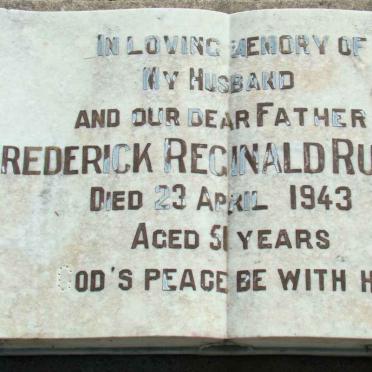 IN LOVING MEMORY OF
MY HUSBAND
AND OUR DEAR FATHER
REDERICK REGINALD RU
DIED 23 APRIL 1943
AGED 51 YEARS
GOD'S PEACE BE WITH H